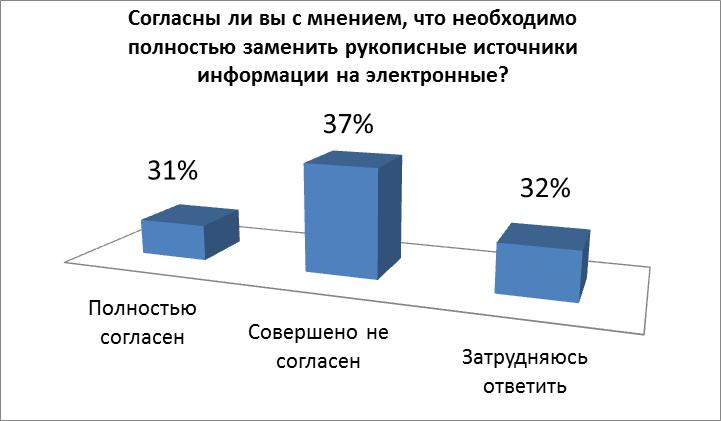 Согласны ли вы с мнением, что необходимо
полностью заменить рукописные источники
информации на электронные?
37%
31%
32%
Полностью
согласен
Совершено не
согласен
Затрудняюсь
ответить